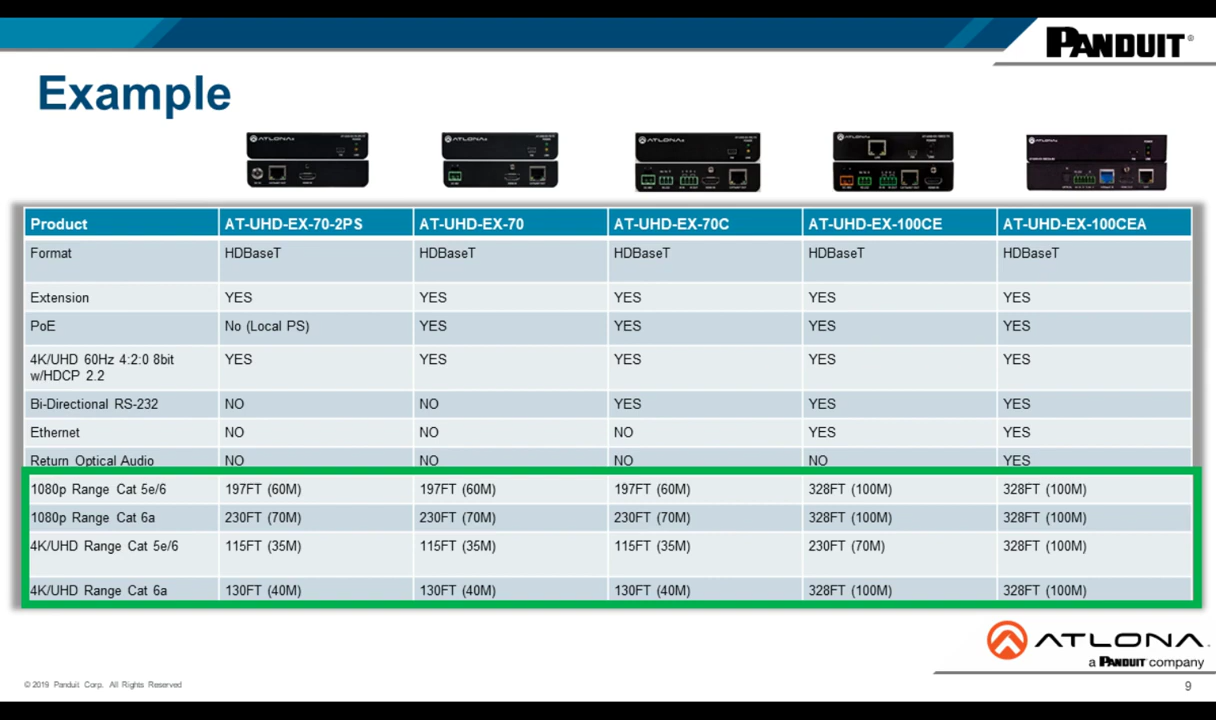 PANDUIT®
Example
ATLONA ATLONA ATLONA ATLONA ATLONA
Product AT-UHD-EX-70-2PS AT-UHD-EX-70 AT-UHD-EX-70C AT-UHD-EX-100CE AT-UHD-EX-100CEA
Format HDBaseT HDBaseT HDBaseT HDBaseT HDBaseT
Extension YES YES YES YES YES
PoE No (Local PS) YES YES YES YES
4K/UHD 60Hz 4:2:0 8bit YES YES YES YES YES
w/HDCP 2.2
Bi-Directional RS-232 NO NO YES YES YES
Ethernet NO NO NO YES YES
Return Optical Audio NO NO NO NO YES
1080p Range Cat 5e/6 197FT (60M) 197FT (60M) 197FT (60M) 328FT (100M) 328FT (100M)
1080p Range Cat 6a 230FT (70M) 230FT (70M) 230FT (70M) 328FT (100M) 328FT (100M)
4K/UHD Range Cat 5e/6 115FT (35M) 115FT (35M) 115FT (35M) 230FT (70M) 328FT (100M)
4K/UHD Range Cat 6a 130FT (40M) 130FT (40M) 130FT (40M) 328FT (100M) 328FT (100M)
ATLONA.
a PANDUIT company
© 2019 Panduit Corp. All Rights Reserved
9